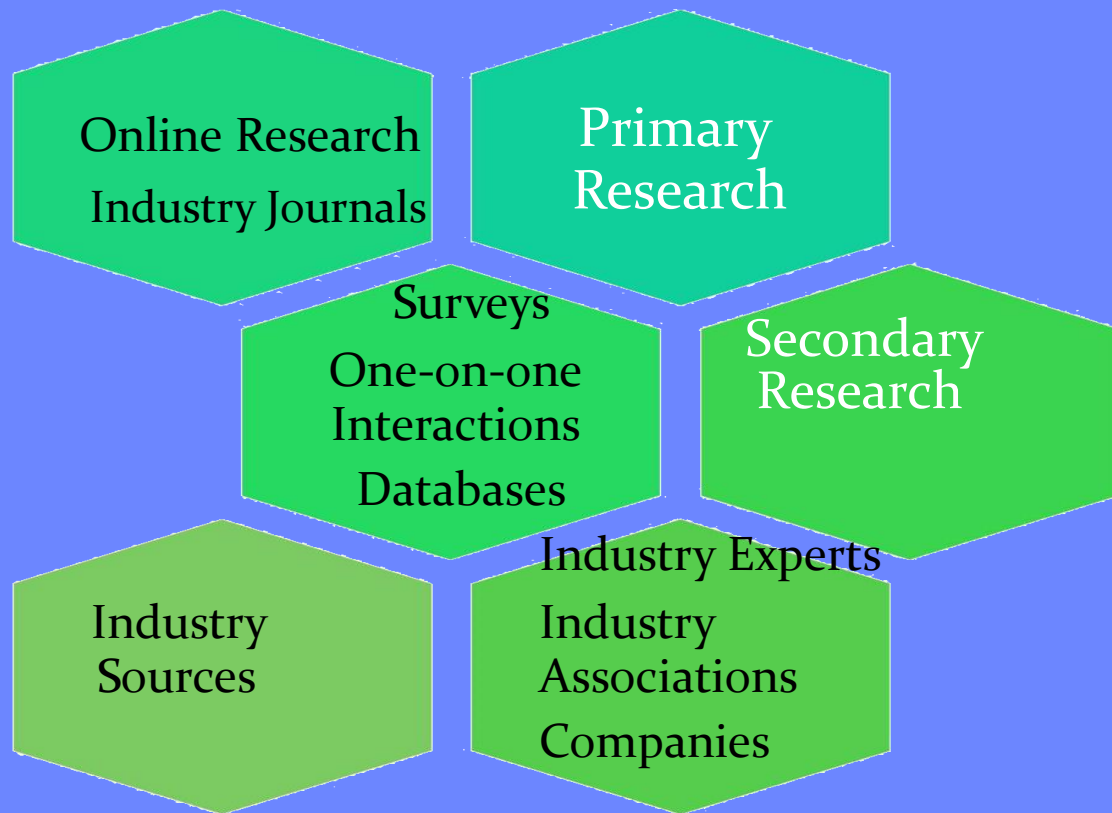 Online Research
Industry Journals
Primary
Research
Surveys
One-on-one
Interactions
Databases
Secondary
Research
Industry
Sources
Industry Experts
Industry
Associations
Companies